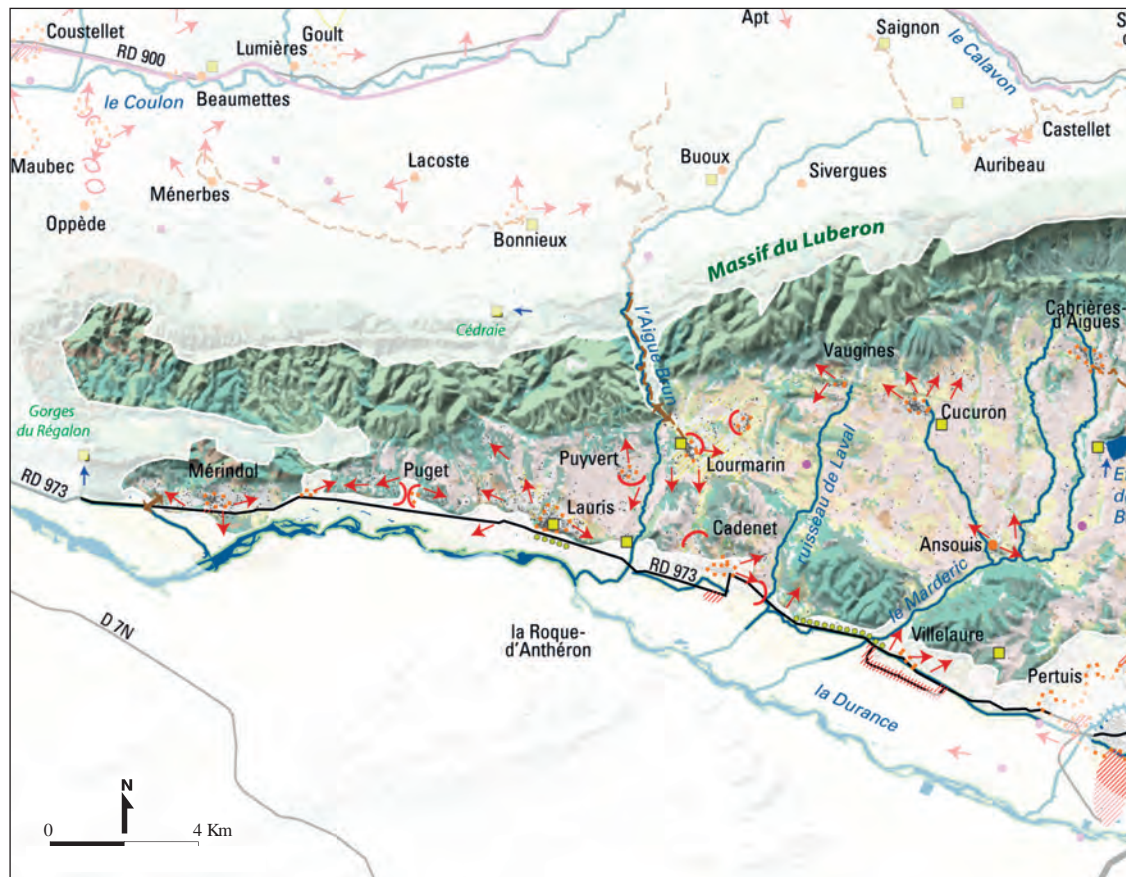 Coustellet
RD 900
Lumières
Goult
Apt
Saignon
le Calavon
le Coulon
Beaumettes
Castellet
Auribeau
Maubec
Ménerbes
Lacoste
Buoux
Sivergues
Oppède
Bonnieux
Massif du Luberon
Cédraie
l'Aigue Brun
Cabrières-
d'Aigues
Vaugines
Cucuron
Gorges
du Régalon
Mérindol
Puget
Puyvert
Lourmarin
RD 973
Lauris
Cadenet
ruisseau de Laval
Ansouis
RD 973
le Marderic
D 7N
la Roque-
d'Anthéron
Villelaure
Pertuis
la Durance
N
0
4 Km